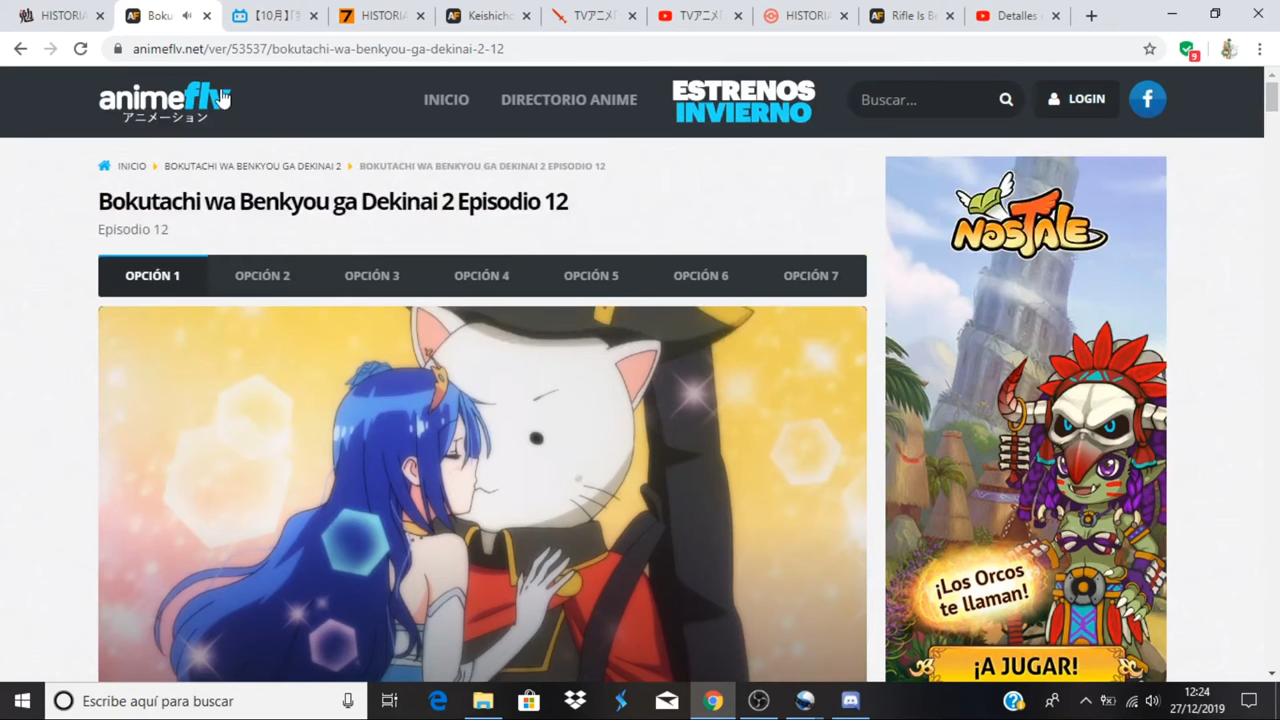 HISTORIA
Boku
【10月】
HISTORI
Keishicho
TVアニメ
TVアニメ
HISTORI
Rifle Is B
Detalles
animeflv.net/ver/53537/bokutachi-wa-benkyou-ga-dekinai-2-12
9
animeflv
アニメーション
INICIO
DIRECTORIO ANIME
ESTRENOS
INVIERNO
Buscar...
LOGIN
INICIO BOKUTACHI WA BENKYOU GA DEKINAI 2 BOKUTACHI WA BENKYOU GA DEKINAI 2 EPISODIO 12
Bokutachi wa Benkyou ga Dekinai 2 Episodio 12
Episodio 12
OPCIÓN 1
OPCIÓN 2
OPCIÓN 3
OPCIÓN 4
OPCIÓN 5
OPCIÓN 6
OPCIÓN 7
NOSTALE
¡Los Orcos
te llaman!
¡A JUGAR!
Escribe aquí para buscar
12:24
27/12/2019